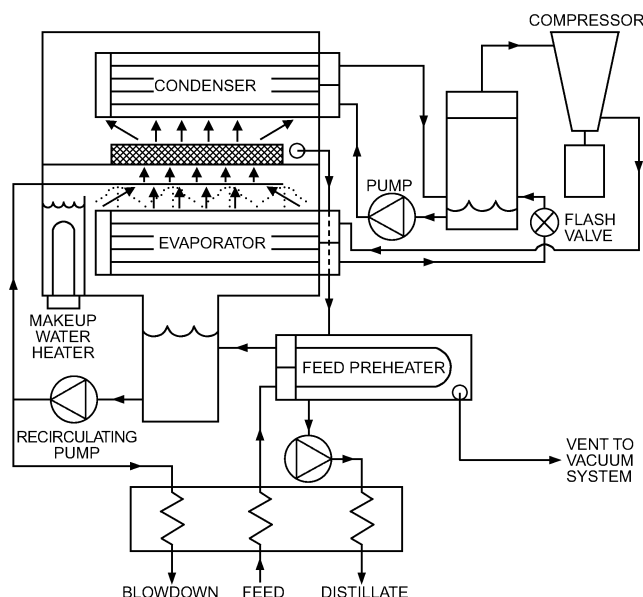 COMPRESSOR
CONDENSER
PUMP
FLASH
VALVE
EVAPORATOR
MAKEUP
WATER
HEATER
FEED PREHEATER
RECIRCULATING
PUMP
VENT TO
VACUUM
SYSTEM
BLOWDOWN
FEED
DISTILLATE